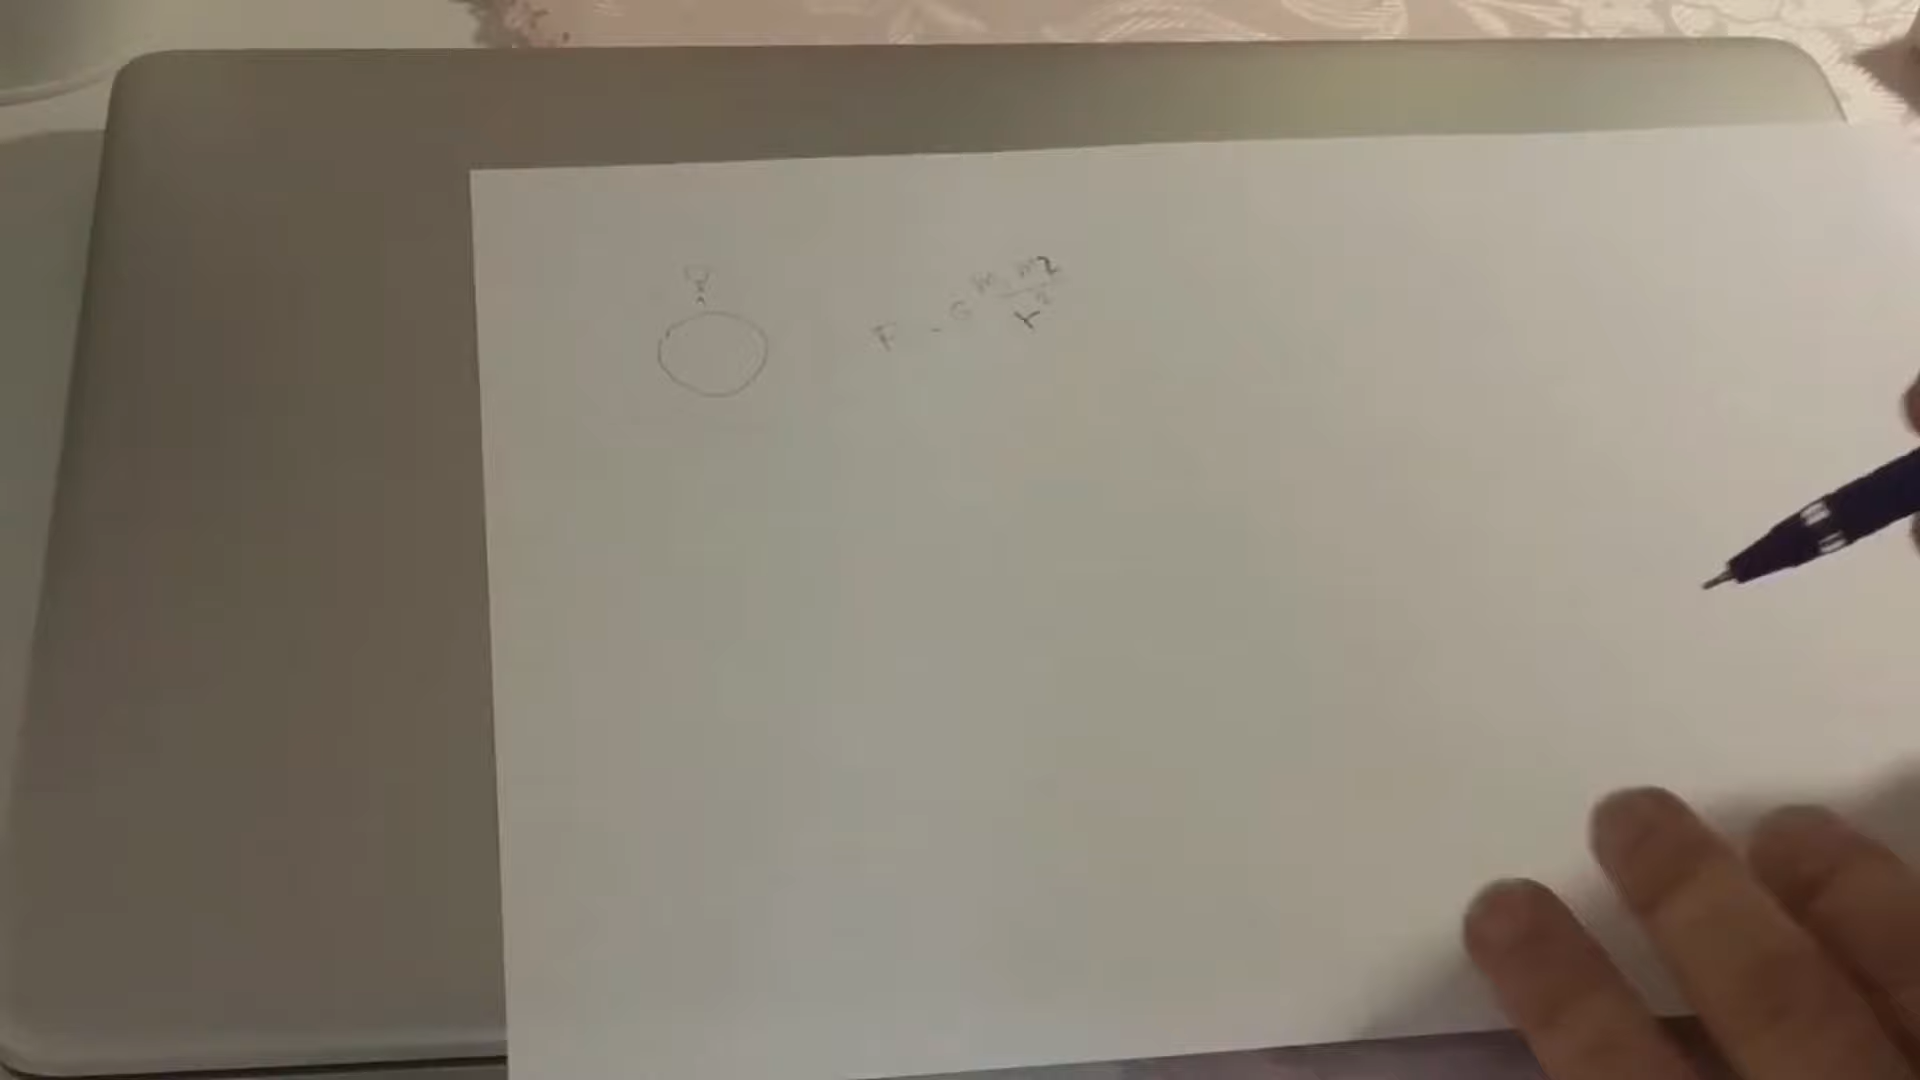 F = G m₁ m2 / r²